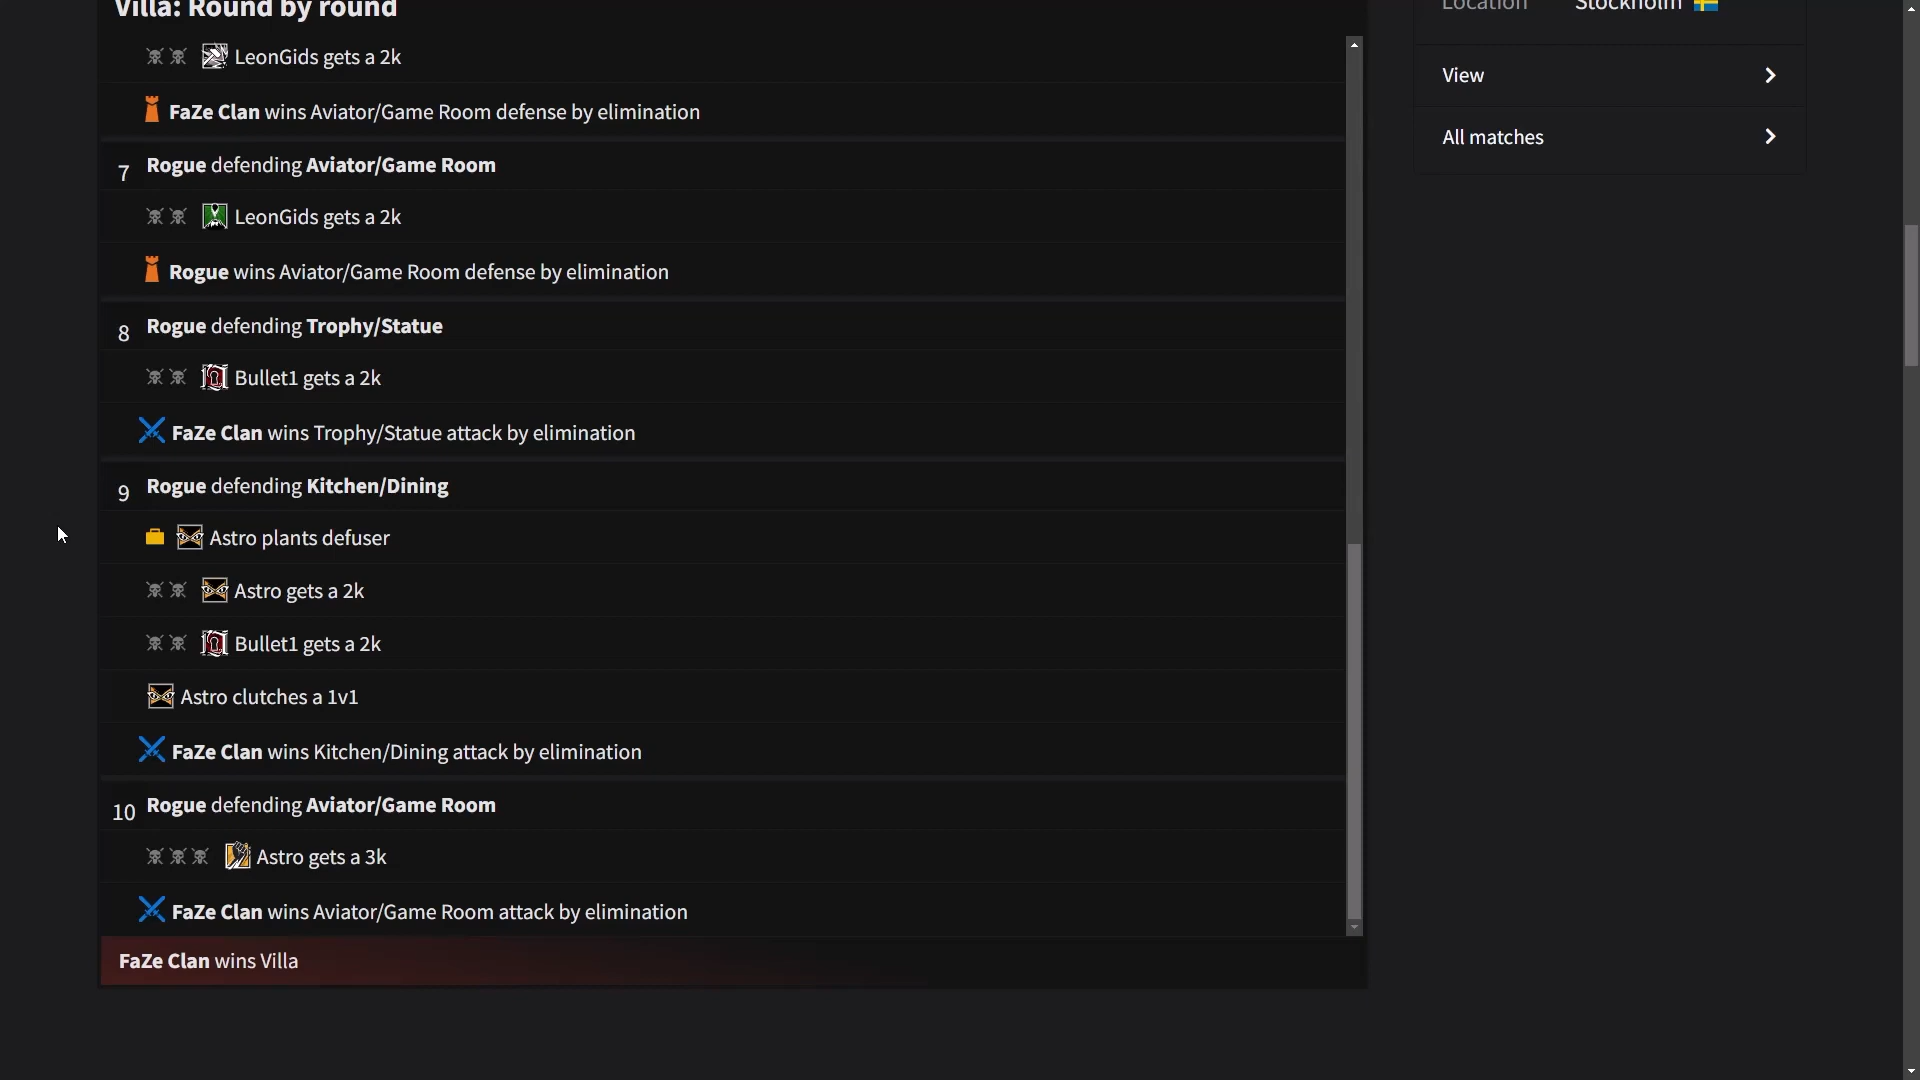 Villa: Round by round
Location Stockholm
LeonGids gets a 2k
View
FaZe Clan wins Aviator/Game Room defense by elimination
All matches
7 Rogue defending Aviator/Game Room
LeonGids gets a 2k
Rogue wins Aviator/Game Room defense by elimination
8 Rogue defending Trophy/Statue
Bullet1 gets a 2k
FaZe Clan wins Trophy/Statue attack by elimination
9 Rogue defending Kitchen/Dining
Astro plants defuser
Astro gets a 2k
Bullet1 gets a 2k
Astro clutches a 1v1
FaZe Clan wins Kitchen/Dining attack by elimination
10 Rogue defending Aviator/Game Room
Astro gets a 3k
FaZe Clan wins Aviator/Game Room attack by elimination
FaZe Clan wins Villa